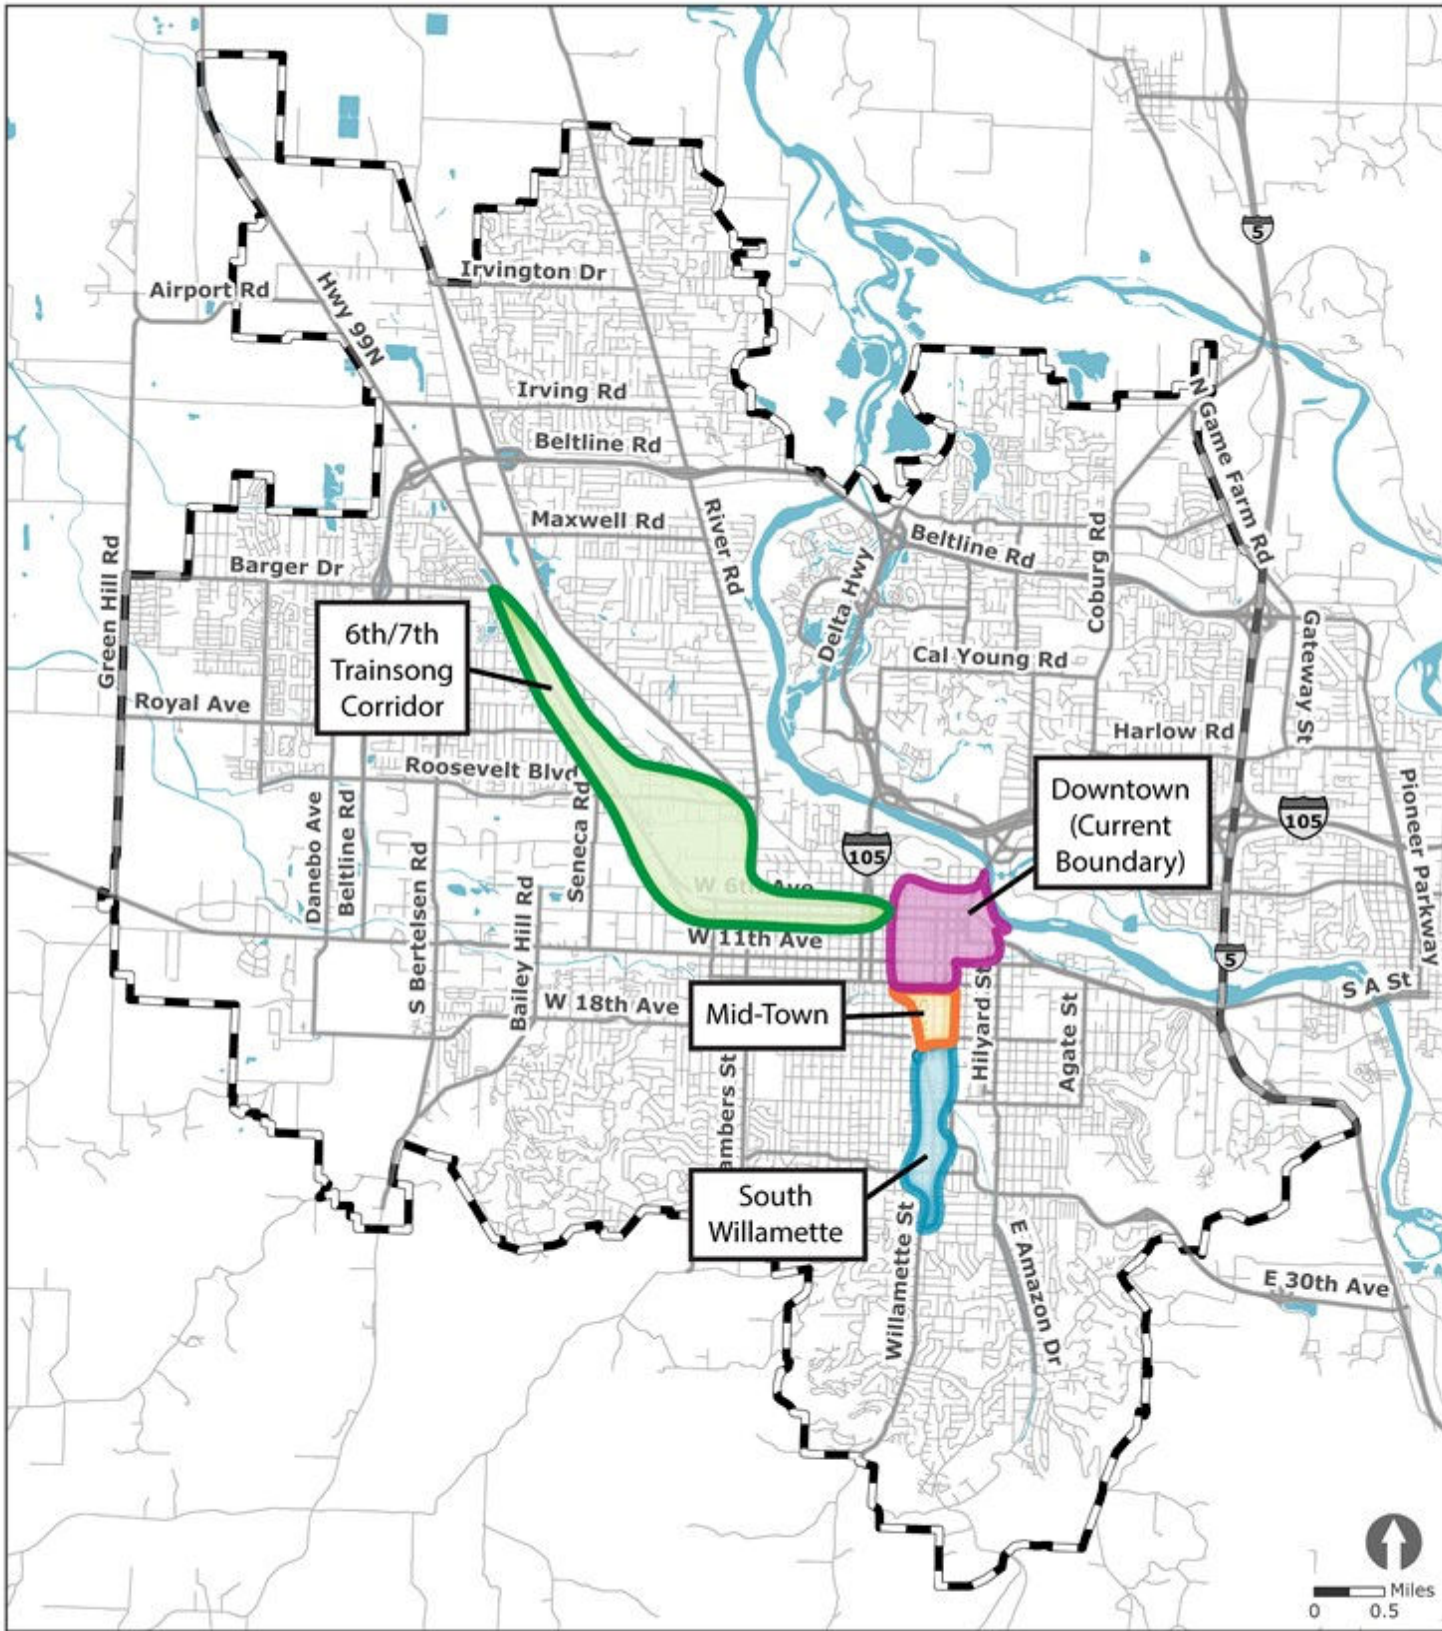 5
Irvington Dr
Airport Rd
Hwy 99N
Irving Rd
N Game Farm Rd
Beltline Rd
Maxwell Rd
River Rd
Beltline Rd
Coburg Rd
Green Hill Rd
Barger Dr
Delta Hwy
6th/7th
Trainsong
Corridor
Cal Young Rd
Gateway St
Royal Ave
Harlow Rd
Roosevelt Blvd
Downtown
(Current
Boundary)
Pioneer Parkway
Danebo Ave
Beltline Rd
S Bertelsen Rd
Seneca Rd
105
105
W 6th Ave
W 11th Ave
5
Bailey Hill Rd
W 18th Ave
Mid-Town
Hilyard St
Agate St
S A St
ambers St
South
Willamette
Willamette St
E Amazon Dr
E 30th Ave
Miles
0
0.5